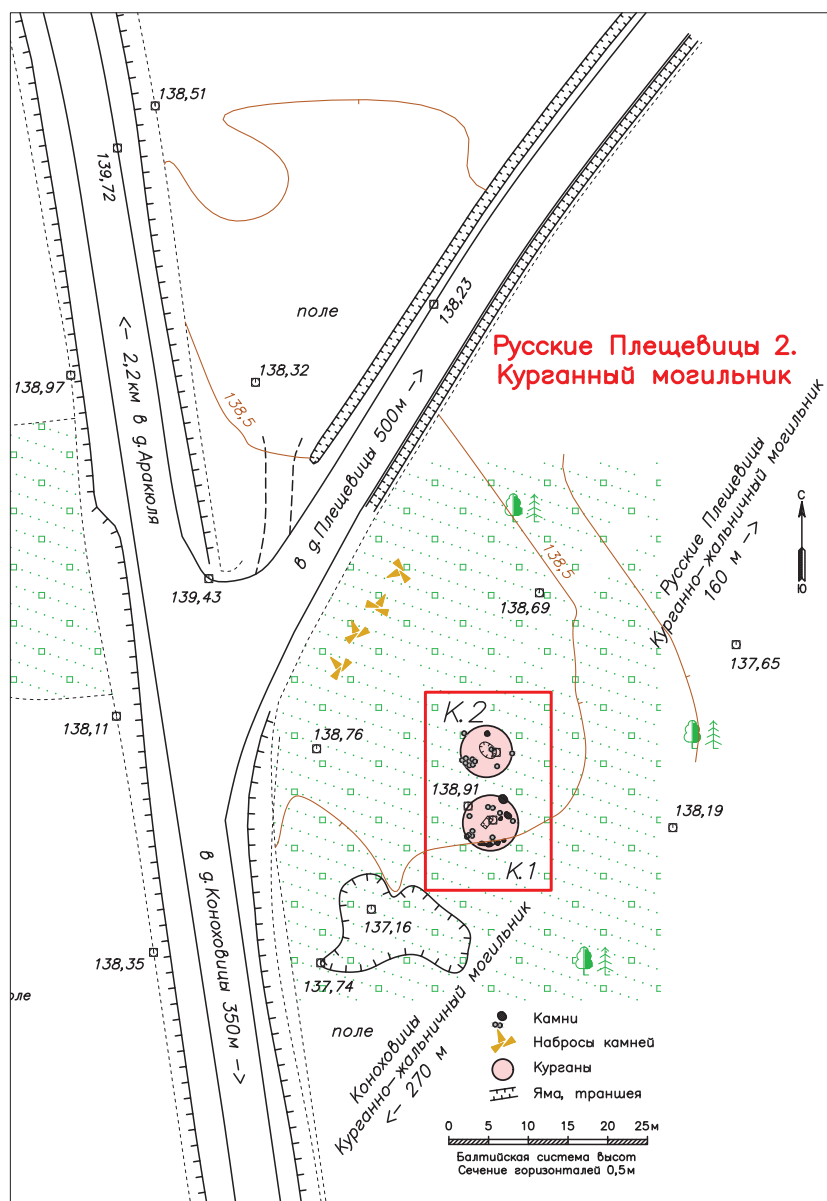 138,51
139,72
138,23
поле
<- 2,2км в д.Аракюля
138,97
138,32
138,5
Русские Плещевицы 2.
Курганный могильник
в д.Плещевицы 500м ->
Русские Плещевицы
Курганно-жальничный могильник
160 м ->
С
Ю
138,5
139,43
138,69
137,65
138,11
138,76
К.2
138,91
К.1
138,19
в д.Коноховицы 350м ->
137,16
138,35
137,74
оле
поле
Коноховицы
Курганно-жальничный могильник
<- 270 м
Камни
Набросы камней
Курганы
Яма, траншея
0 5 10 15 20 25м
Балтийская система высот
Сечение горизонталей 0,5м